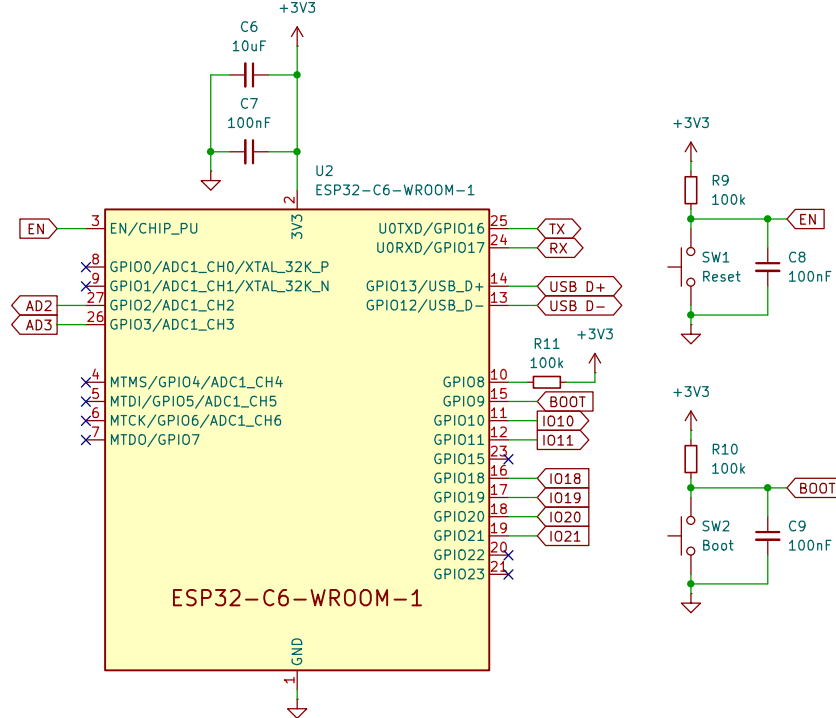 +3V3
C6
10uF
C7
100nF
U2
ESP32-C6-WROOM-1
2
3V3
EN
3
EN/CHIP_PU
8
GPIO0/ADC1_CH0/XTAL_32K_P
9
GPIO1/ADC1_CH1/XTAL_32K_N
AD2
27
GPIO2/ADC1_CH2
AD3
26
GPIO3/ADC1_CH3
4
MTMS/GPIO4/ADC1_CH4
5
MTDI/GPIO5/ADC1_CH5
6
MTCK/GPIO6/ADC1_CH6
7
MTDO/GPIO7
U0TXD/GPIO16
25
TX
U0RXD/GPIO17
24
RX
GPIO13/USB_D+
14
USB D+
GPIO12/USB_D-
13
USB D-
R11
100k
+3V3
GPIO8
10
GPIO9
15
BOOT
GPIO10
11
IO10
GPIO11
12
IO11
GPIO15
23
GPIO18
16
IO18
GPIO19
17
IO19
GPIO20
18
IO20
GPIO21
19
IO21
GPIO22
20
GPIO23
21
ESP32-C6-WROOM-1
GND
1
+3V3
R9
100k
EN
SW1
Reset
C8
100nF
+3V3
R10
100k
BOOT
SW2
Boot
C9
100nF